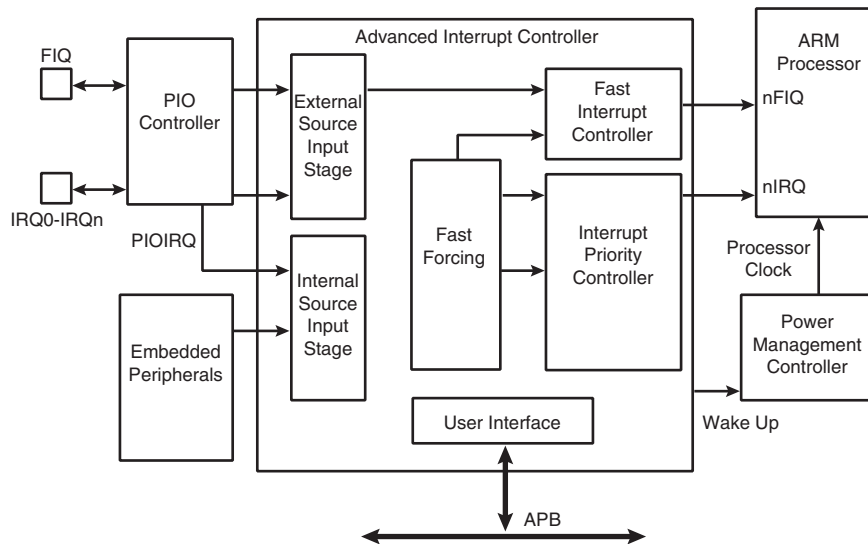 Advanced Interrupt Controller
FIQ
PIO
Controller
IRQ0-IRQn
PIOIRQ
Embedded
Peripherals
External
Source
Input
Stage
Internal
Source
Input
Stage
Fast
Forcing
Fast
Interrupt
Controller
Interrupt
Priority
Controller
User Interface
APB
ARM
Processor
nFIQ
nIRQ
Processor
Clock
Power
Management
Controller
Wake Up